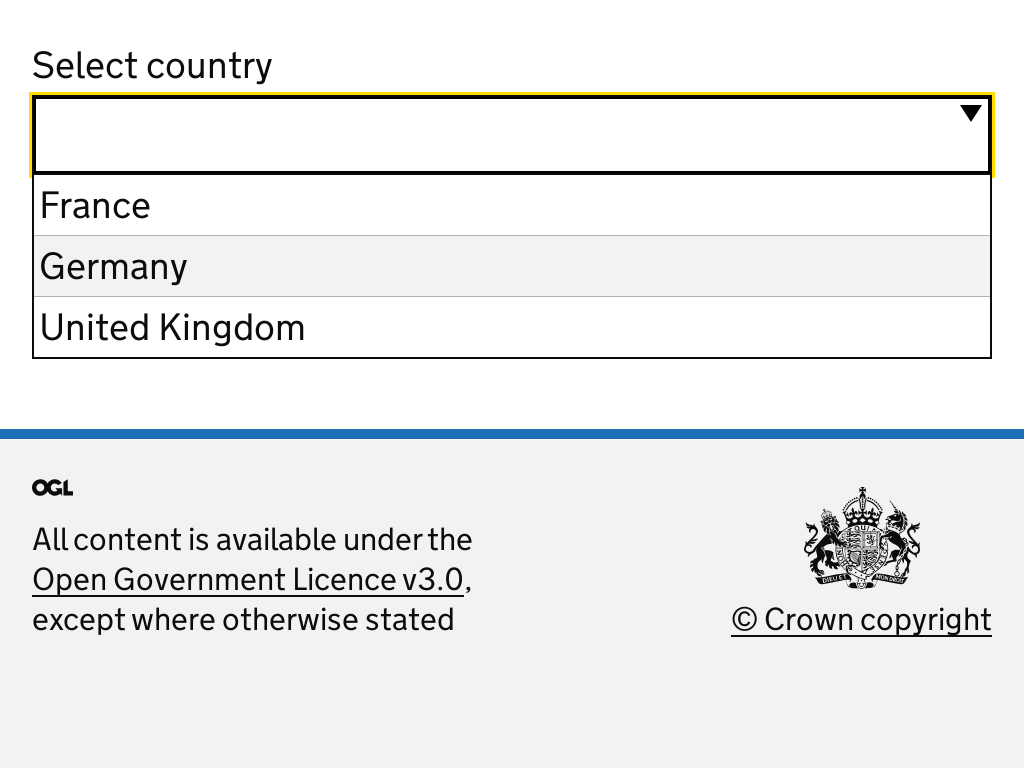 Select country
France
Germany
United Kingdom
OGL
All content is available under the
Open Government Licence v3.0,
except where otherwise stated
DIEU ET MON DROIT
© Crown copyright